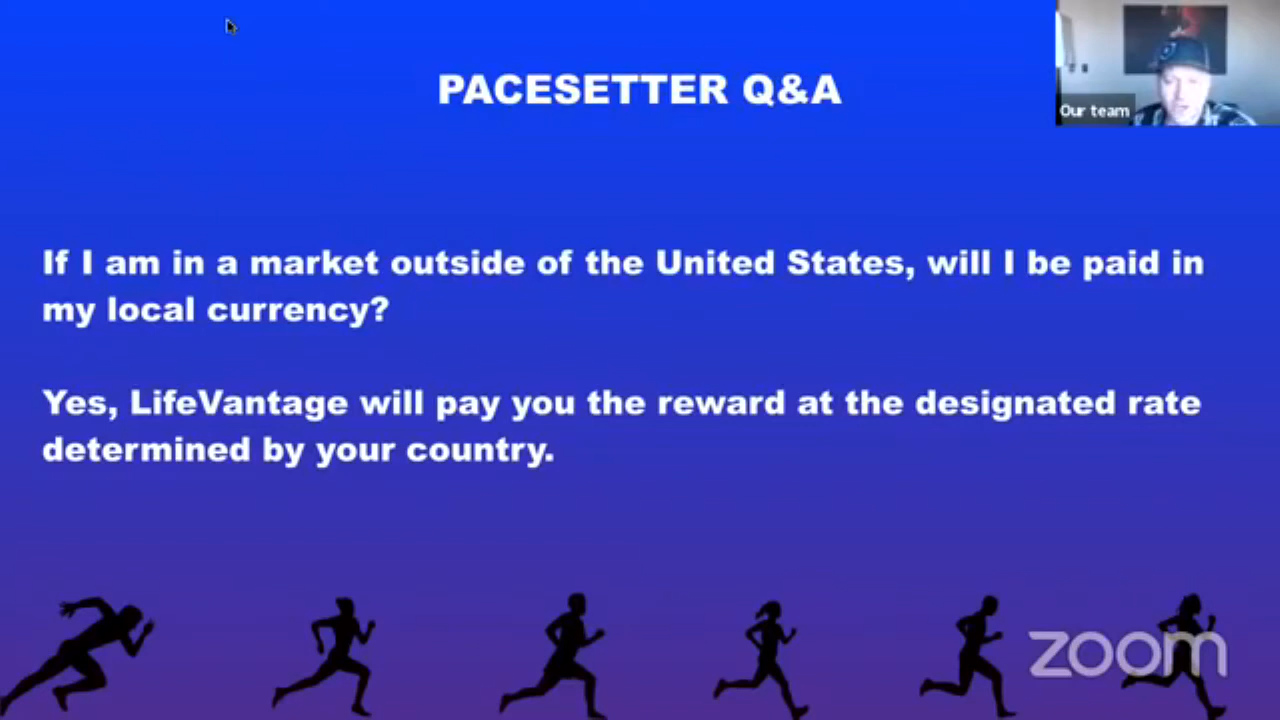 PACESETTER Q&A
Our team
If I am in a market outside of the United States, will I be paid in
my local currency?
Yes, LifeVantage will pay you the reward at the designated rate
determined by your country.
zoom